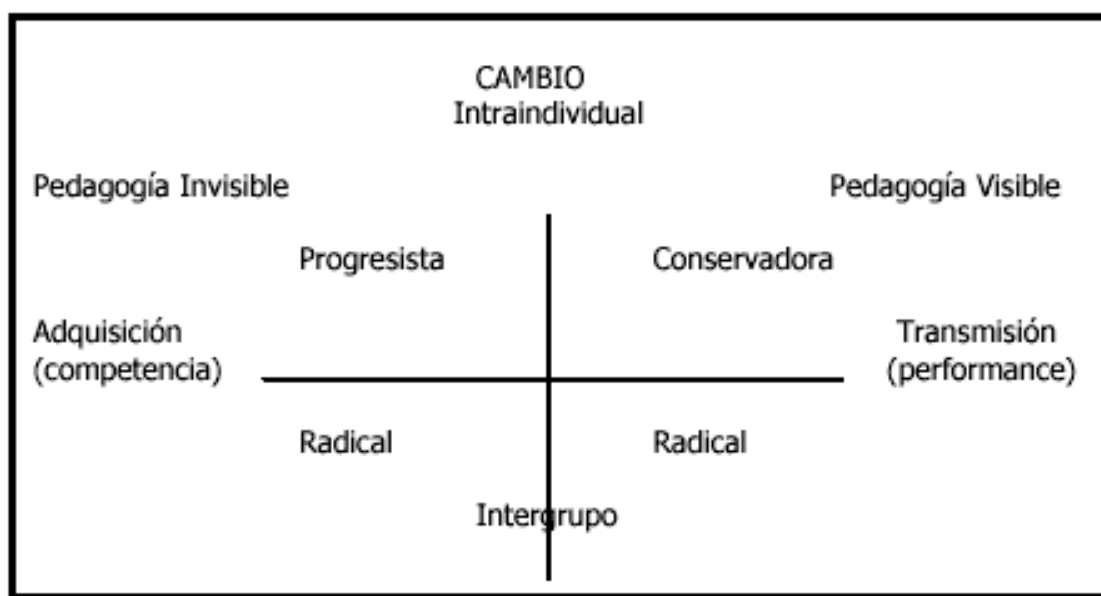 CAMBIO
Intraindividual
Pedagogía Invisible
Pedagogía Visible
Progresista
Conservadora
Adquisición
(competencia)
Transmisión
(performance)
Radical
Radical
Intergrupo